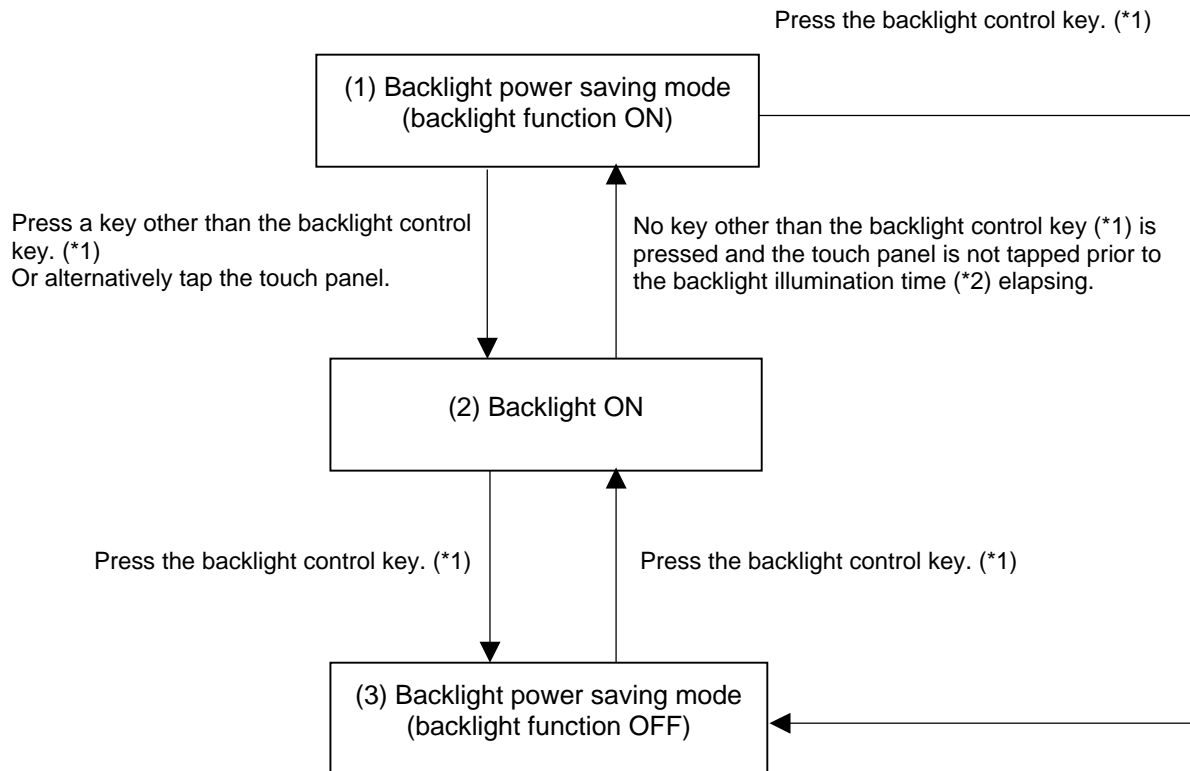 Press the backlight control key. (*1)
(1) Backlight power saving mode
(backlight function ON)
Press a key other than the backlight control
key. (*1)
Or alternatively tap the touch panel.
No key other than the backlight control key (*1) is
pressed and the touch panel is not tapped prior to
the backlight illumination time (*2) elapsing.
(2) Backlight ON
Press the backlight control key. (*1)
Press the backlight control key. (*1)
(3) Backlight power saving mode
(backlight function OFF)